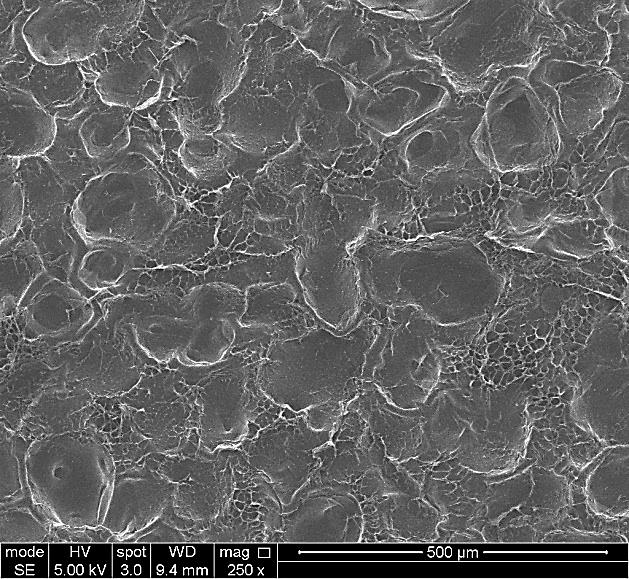 mode HV spot WD mag □ 500 µm
SE 5.00 kV 3.0 9.4 mm 250 x